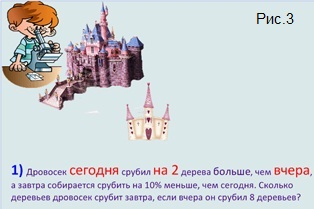 Рис.3
1) Дровосек сегодня срубил на 2 дерева больше, чем вчера,
а завтра собирается срубить на 10% меньше, чем сегодня. Сколько
деревьев дровосек срубит завтра, если вчера он срубил 8 деревьев?